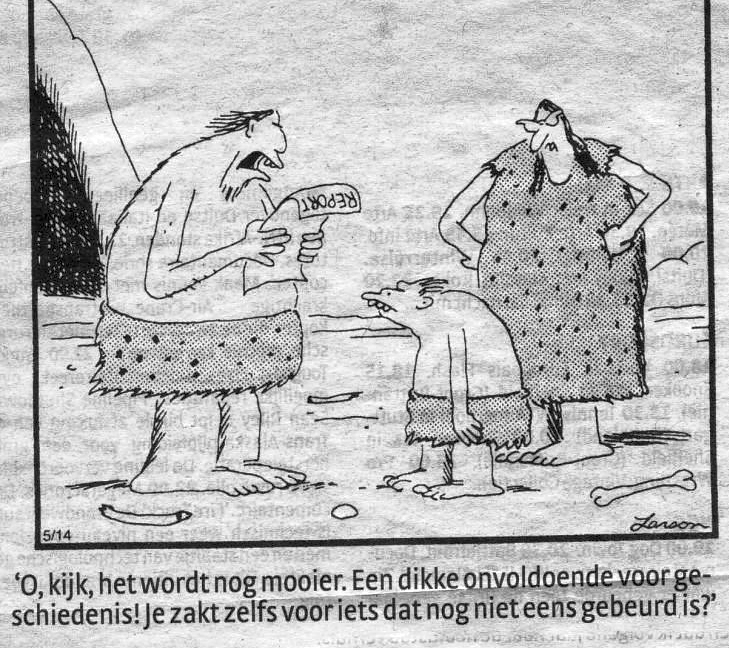 REPORT
5/14
Larson
'O, kijk, het wordt nog mooier. Een dikke onvoldoende voor ge-
schiedenis! Je zakt zelfs voor iets dat nog niet eens gebeurd is?'